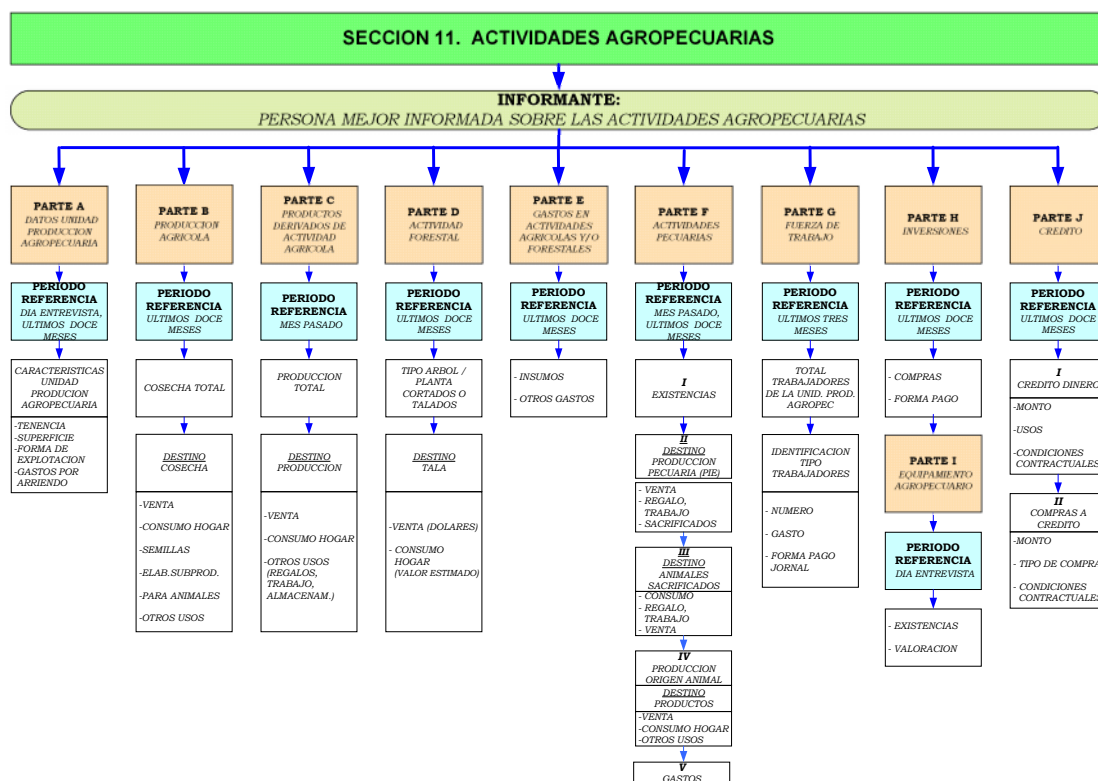 SECCION 11. ACTIVIDADES AGROPECUARIAS
INFORMANTE:
PERSONA MEJOR INFORMADA SOBRE LAS ACTIVIDADES AGROPECUARIAS
PARTE A
DATOS UNIDAD
PRODUCCION
AGROPECUARIA
PERIODO
REFERENCIA
DIA ENTREVISTA,
ULTIMOS DOCE
MESES
CARACTERISTICAS
UNIDAD
PRODUCION
AGROPECUARIA
-TENENCIA
-SUPERFICIE
-FORMA DE
EXPLOTACION
-GASTOS POR
ARRIENDO
PARTE B
PRODUCCION
AGRICOLA
PERIODO
REFERENCIA
ULTIMOS DOCE
MESES
COSECHA TOTAL
DESTINO
COSECHA
-VENTA
-CONSUMO HOGAR
-SEMILLAS
-ELAB.SUBPROD.
-PARA ANIMALES
-OTROS USOS
PARTE C
PRODUCTOS
DERIVADOS DE
ACTIVIDAD
AGRICOLA
PERIODO
REFERENCIA
MES PASADO
PRODUCCION
TOTAL
DESTINO
PRODUCCION
-VENTA
-CONSUMO HOGAR
-OTROS USOS
(REGALOS,
TRABAJO,
ALMACENAM.)
PARTE D
ACTIVIDAD
FORESTAL
PERIODO
REFERENCIA
ULTIMOS DOCE
MESES
TIPO ARBOL /
PLANTA
CORTADOS O
TALADOS
DESTINO
TALA
-VENTA (DOLARES)
- CONSUMO
HOGAR
(VALOR ESTIMADO)
PARTE E
GASTOS EN
ACTIVIDADES
AGRICOLAS Y/O
FORESTALES
PERIODO
REFERENCIA
ULTIMOS DOCE
MESES
- INSUMOS
- OTROS GASTOS
PARTE F
ACTIVIDADES
PECUARIAS
PERIODO
REFERENCIA
MES PASADO,
ULTIMOS DOCE
MESES
I
EXISTENCIAS
II
DESTINO
PRODUCCION
PECUARIA (PIE)
- VENTA
- REGALO,
TRABAJO
- SACRIFICADOS
III
DESTINO
ANIMALES
SACRIFICADOS
- CONSUMO
- REGALO,
TRABAJO
- VENTA
IV
PRODUCCION
ORIGEN ANIMAL
DESTINO
PRODUCTOS
-VENTA
-CONSUMO HOGAR
-OTROS USOS
V
GASTOS
PARTE G
FUERZA DE
TRABAJO
PERIODO
REFERENCIA
ULTIMOS TRES
MESES
TOTAL
TRABAJADORES
DE LA UNID. PROD.
AGROPEC
IDENTIFICACION
TIPO
TRABAJADORES
- NUMERO
- GASTO
- FORMA PAGO
JORNAL
PARTE H
INVERSIONES
PERIODO
REFERENCIA
ULTIMOS DOCE
MESES
- COMPRAS
- FORMA PAGO
PARTE I
EQUIPAMIENTO
AGROPECUARIO
PERIODO
REFERENCIA
DIA ENTREVISTA
- EXISTENCIAS
- VALORACION
PARTE J
CREDITO
PERIODO
REFERENCIA
ULTIMOS DOCE
MESES
I
CREDITO DINERO
-MONTO
-USOS
-CONDICIONES
CONTRACTUALES
II
COMPRAS A
CREDITO
-MONTO
- TIPO DE COMPRA
-CONDICIONES
CONTRACTUALES